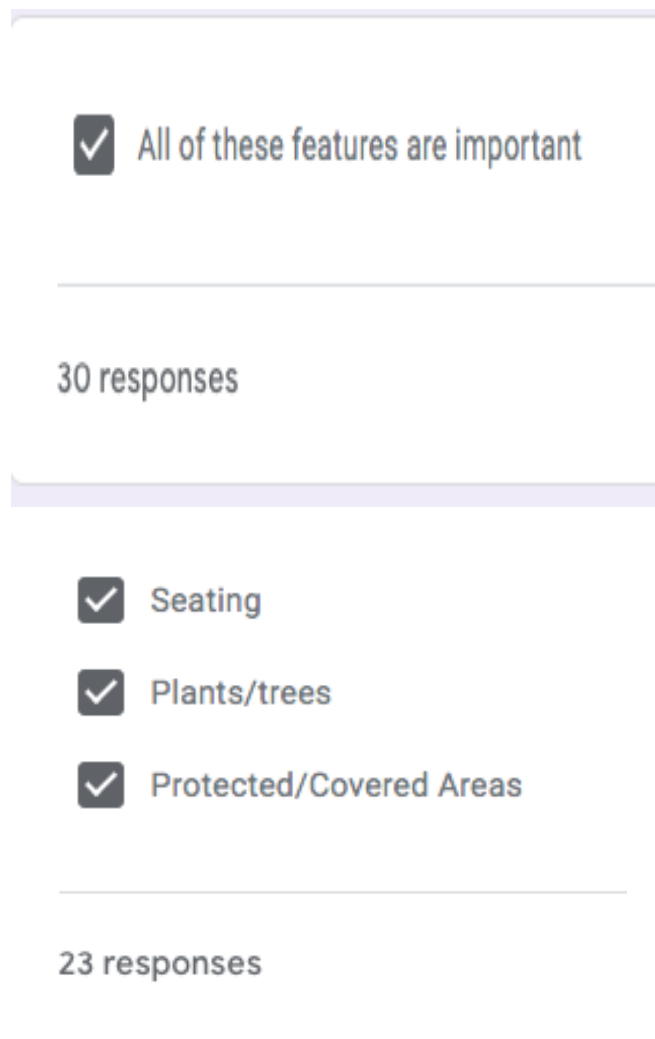 All of these features are important
30 responses
Seating
Plants/trees
Protected/Covered Areas
23 responses